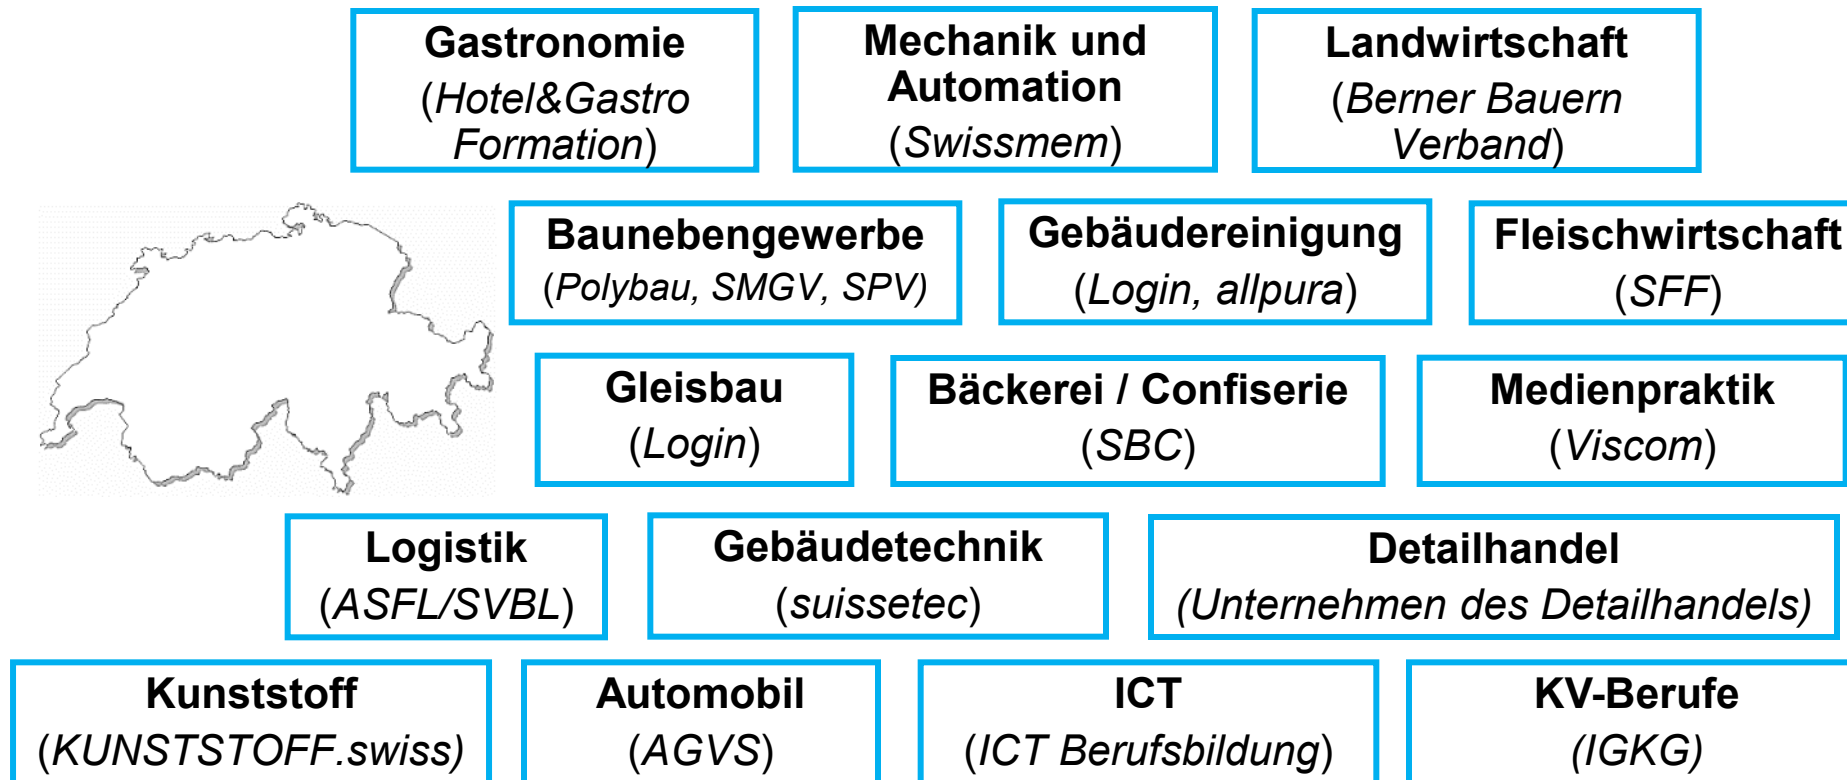 Gastronomie
(Hotel&Gastro
Formation)
Mechanik und
Automation
(Swissmem)
Landwirtschaft
(Berner Bauern
Verband)
Baunebengewerbe
(Polybau, SMGV, SPV)
Gebäudereinigung
(Login, allpura)
Fleischwirtschaft
(SFF)
Gleisbau
(Login)
Bäckerei / Confiserie
(SBC)
Medienpraktik
(Viscom)
Logistik
(ASFL/SVBL)
Gebäudetechnik
(suissetec)
Detailhandel
(Unternehmen des Detailhandels)
Kunststoff
(KUNSTSTOFF.swiss)
Automobil
(AGVS)
ICT
(ICT Berufsbildung)
KV-Berufe
(IGKG)